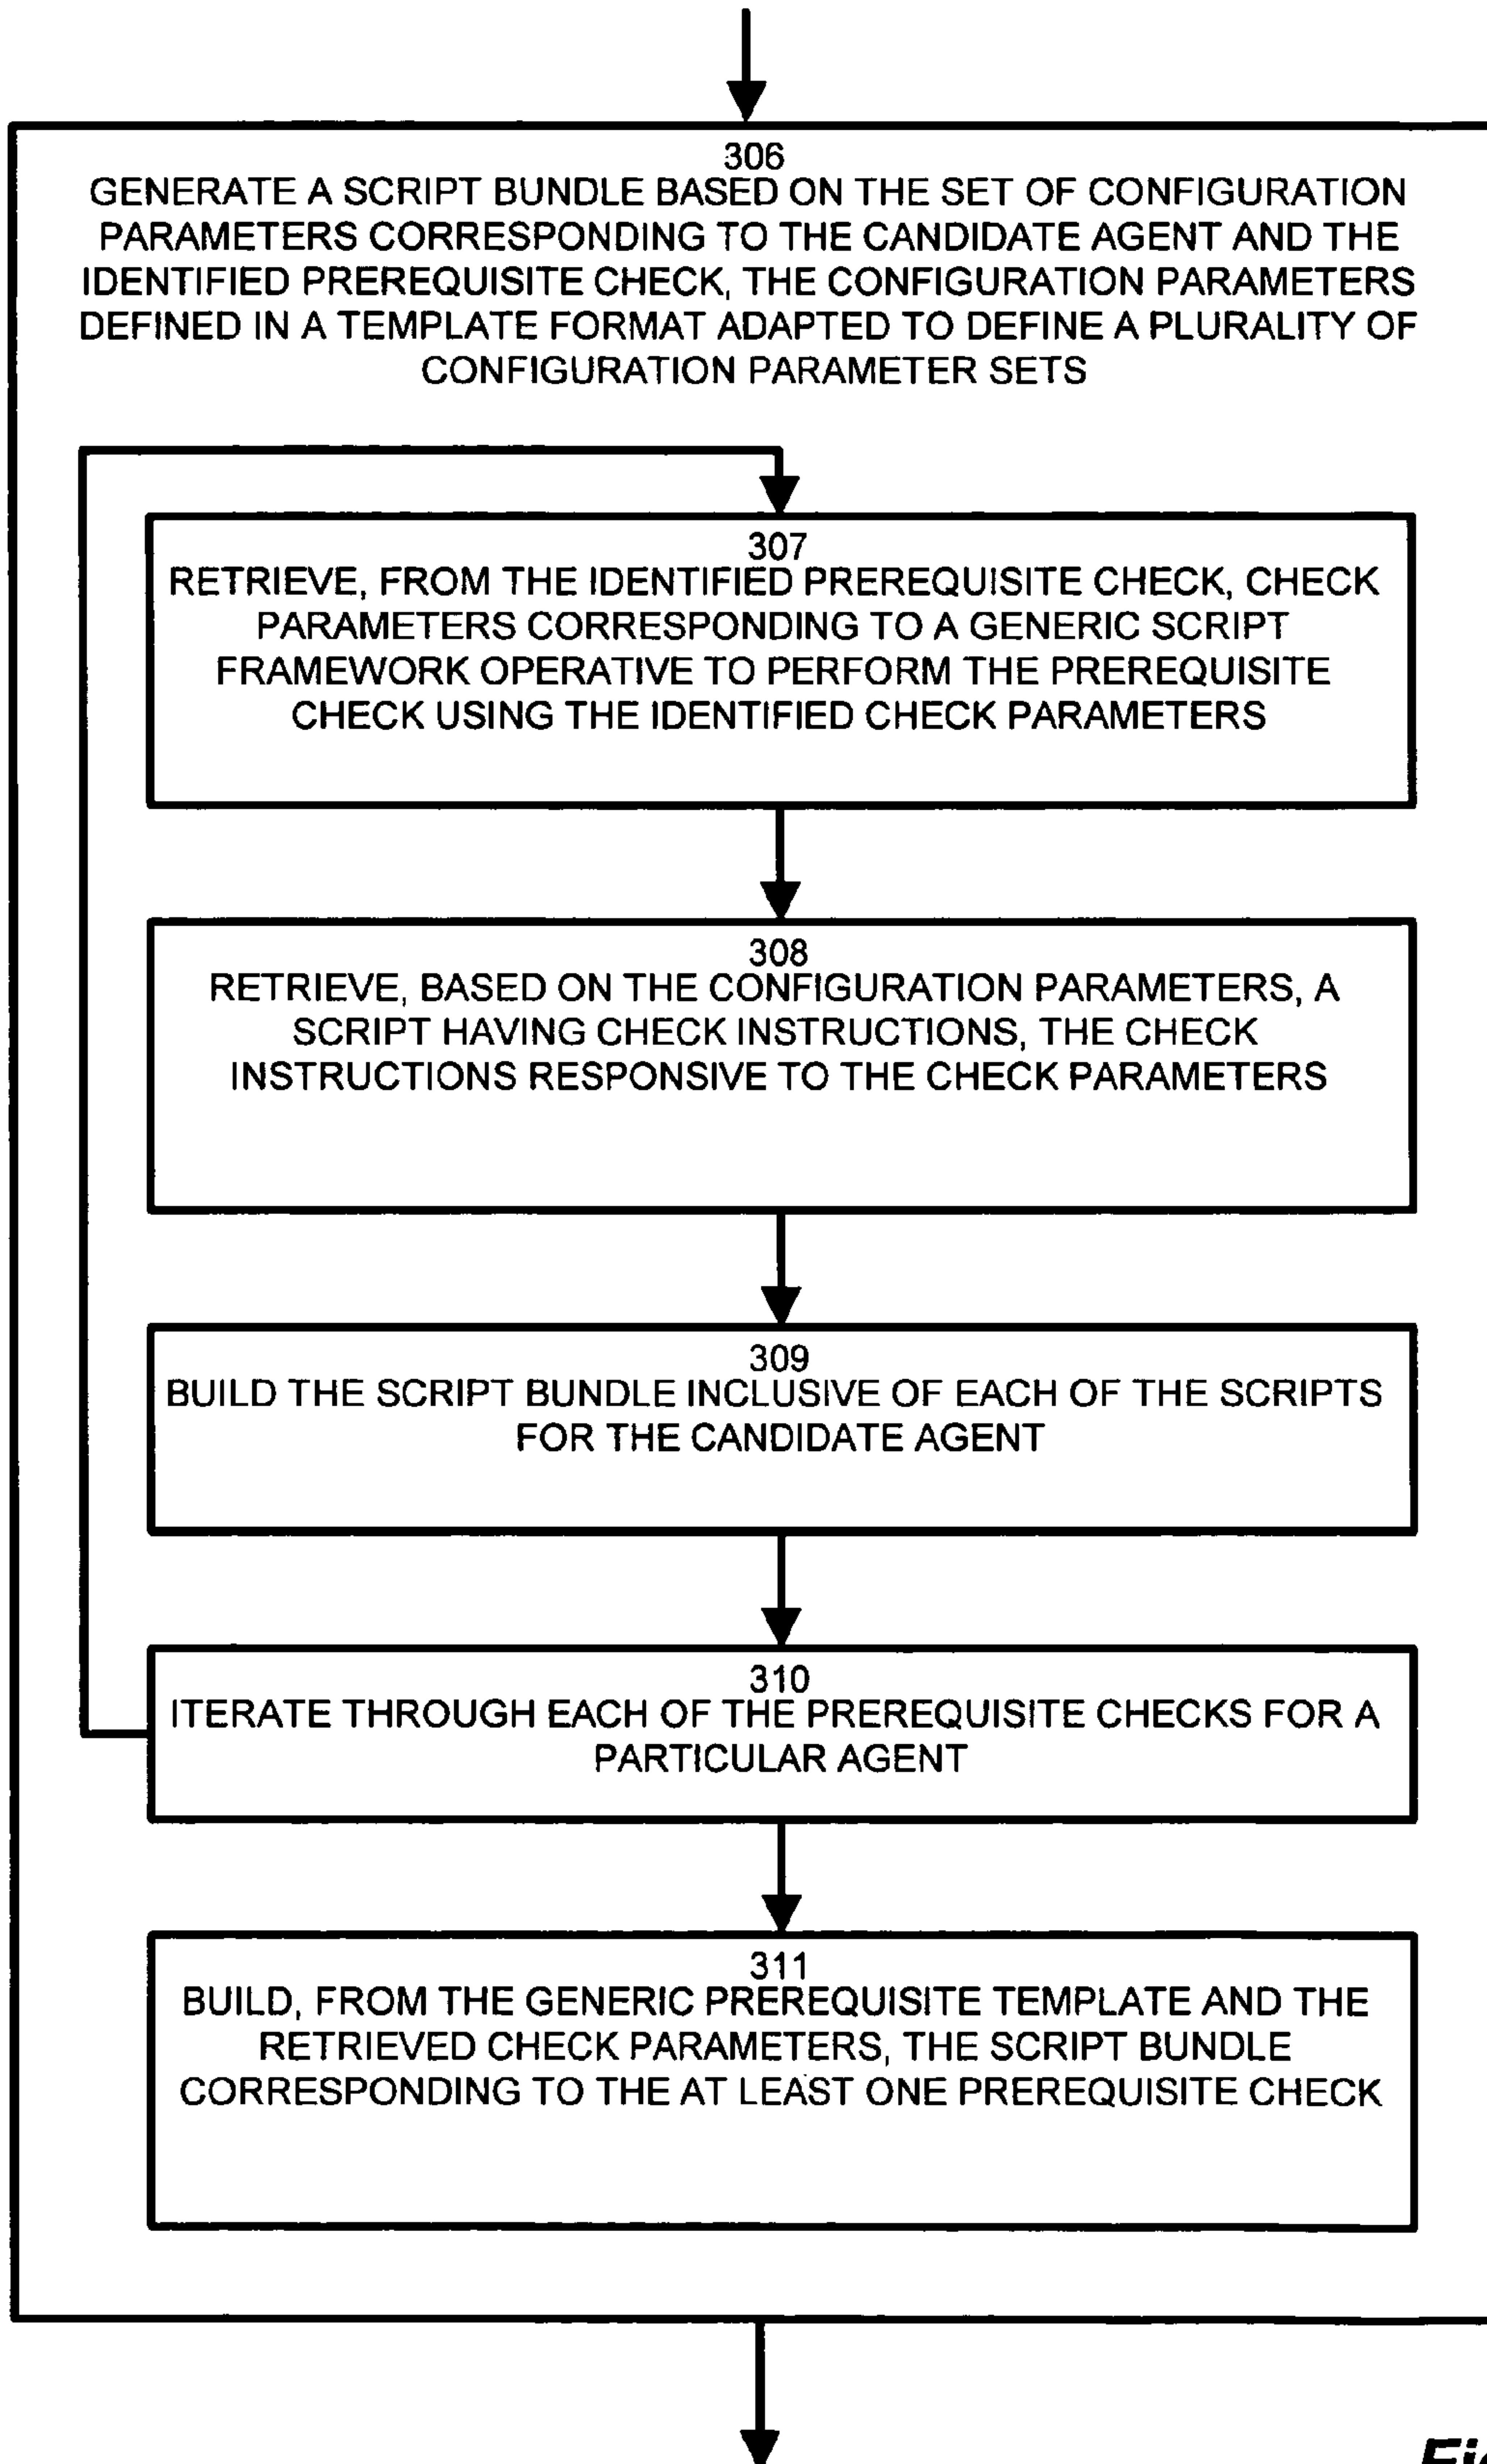 306
GENERATE A SCRIPT BUNDLE BASED ON THE SET OF CONFIGURATION
PARAMETERS CORRESPONDING TO THE CANDIDATE AGENT AND THE
IDENTIFIED PREREQUISITE CHECK, THE CONFIGURATION PARAMETERS
DEFINED IN A TEMPLATE FORMAT ADAPTED TO DEFINE A PLURALITY OF
CONFIGURATION PARAMETER SETS
307
RETRIEVE, FROM THE IDENTIFIED PREREQUISITE CHECK, CHECK
PARAMETERS CORRESPONDING TO A GENERIC SCRIPT
FRAMEWORK OPERATIVE TO PERFORM THE PREREQUISITE
CHECK USING THE IDENTIFIED CHECK PARAMETERS
308
RETRIEVE, BASED ON THE CONFIGURATION PARAMETERS, A
SCRIPT HAVING CHECK INSTRUCTIONS, THE CHECK
INSTRUCTIONS RESPONSIVE TO THE CHECK PARAMETERS
309
BUILD THE SCRIPT BUNDLE INCLUSIVE OF EACH OF THE SCRIPTS
FOR THE CANDIDATE AGENT
310
ITERATE THROUGH EACH OF THE PREREQUISITE CHECKS FOR A
PARTICULAR AGENT
311
BUILD, FROM THE GENERIC PREREQUISITE TEMPLATE AND THE
RETRIEVED CHECK PARAMETERS, THE SCRIPT BUNDLE
CORRESPONDING TO THE AT LEAST ONE PREREQUISITE CHECK